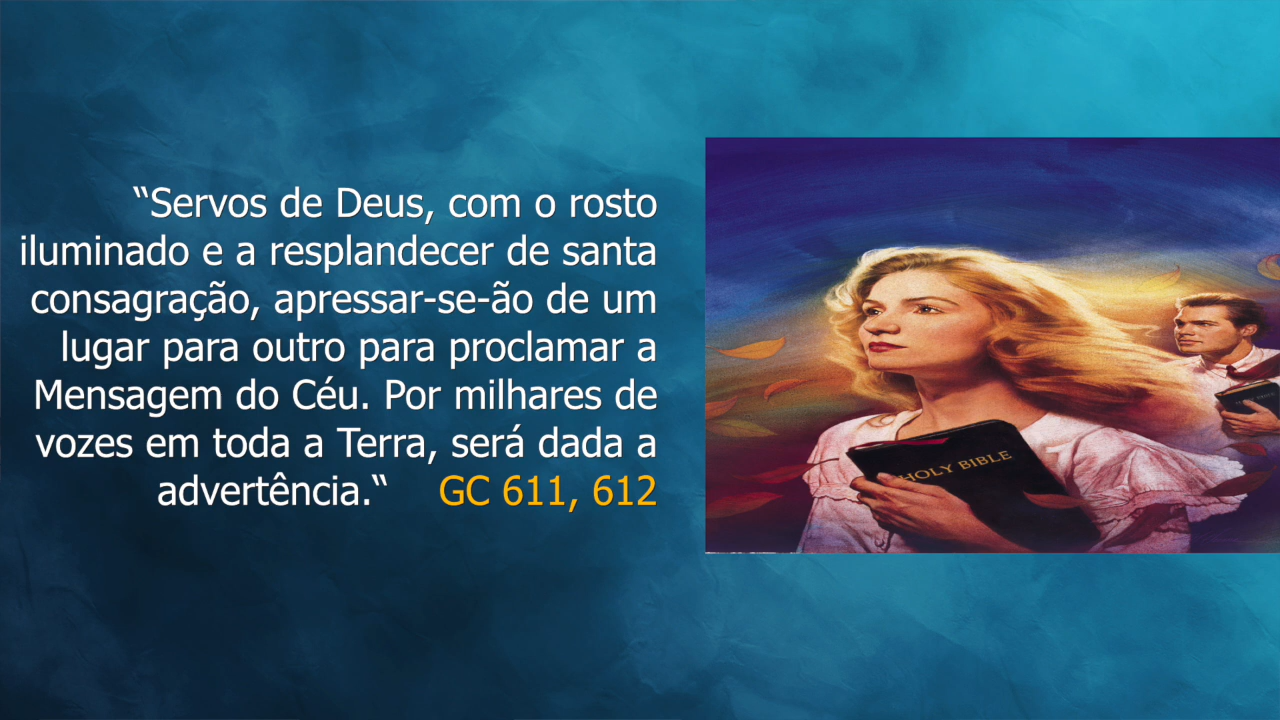 “Servos de Deus, com o rosto
iluminado e a resplandecer de santa
consagração, apressar-se-ão de um
lugar para outro para proclamar a
Mensagem do Céu. Por milhares de
vozes em toda a Terra, será dada a
advertência.“ GC 611, 612
HOLY BIBLE